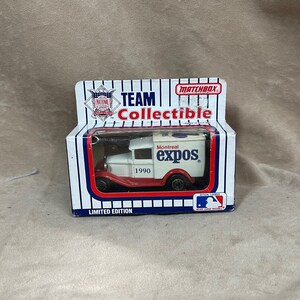 TEAM
MATCHBOX
Collectible
Montreal
expos
1990
LIMITED EDITION